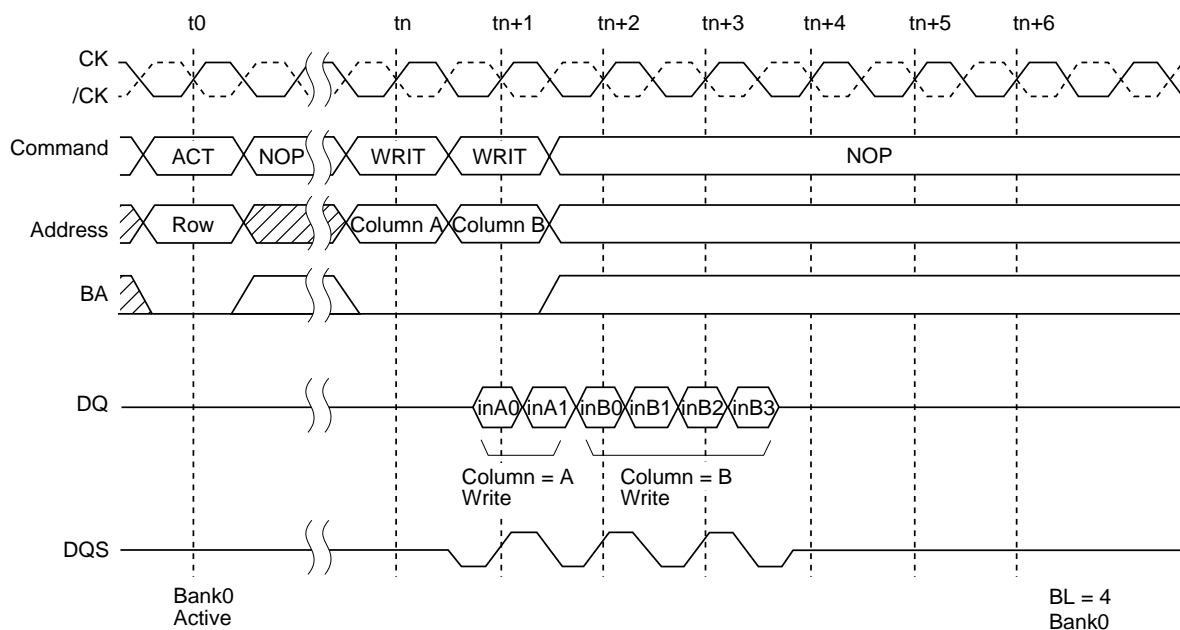 t0 tn tn+1 tn+2 tn+3 tn+4 tn+5 tn+6
CK
/CK
Command ACT NOP WRIT WRIT NOP
Address Row Column A Column B
BA
DQ inA0 inA1 inB0 inB1 inB2 inB3
Column = A Column = B
Write Write
DQS
Bank0 BL = 4
Active Bank0